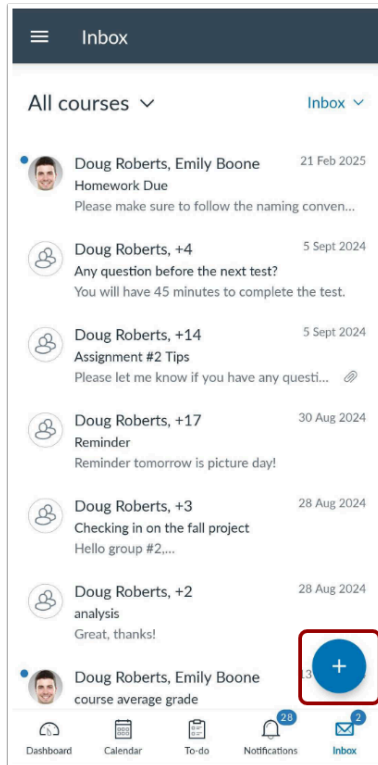 Inbox
All courses
Inbox
Doug Roberts, Emily Boone 21 Feb 2025
Homework Due
Please make sure to follow the naming conven...
Doug Roberts, +4 5 Sept 2024
Any question before the next test?
You will have 45 minutes to complete the test.
Doug Roberts, +14 5 Sept 2024
Assignment #2 Tips
Please let me know if you have any questi...
Doug Roberts, +17 30 Aug 2024
Reminder
Reminder tomorrow is picture day!
Doug Roberts, +3 28 Aug 2024
Checking in on the fall project
Hello group #2,...
Doug Roberts, +2 28 Aug 2024
analysis
Great, thanks!
Doug Roberts, Emily Boone 13
course average grade
+
28 2
Dashboard Calendar To-do Notifications Inbox